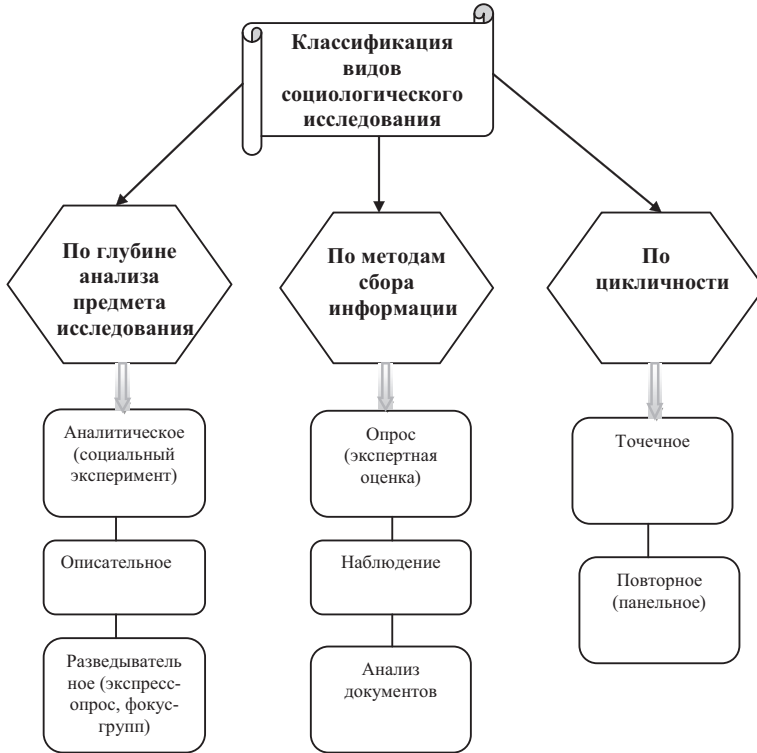 Классификация
видов
социологического
исследования
По глубине
анализа
предмета
исследования
Аналитическое
(социальный
эксперимент)
Описательное
Разведыватель
ное (экспресс-
опрос, фокус-
групп)
По методам
сбора
информации
Опрос
(экспертная
оценка)
Наблюдение
Анализ
документов
По
цикличности
Точечное
Повторное
(панельное)